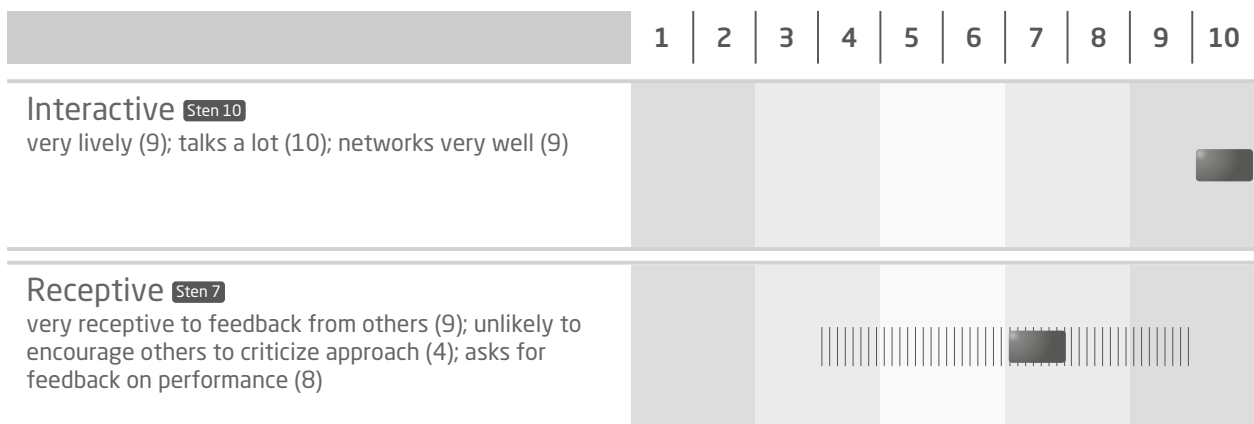 1 2 3 4 5 6 7 8 9 10
Interactive Sten 10
very lively (9); talks a lot (10); networks very well (9)
Receptive Sten 7
very receptive to feedback from others (9); unlikely to
encourage others to criticize approach (4); asks for
feedback on performance (8)